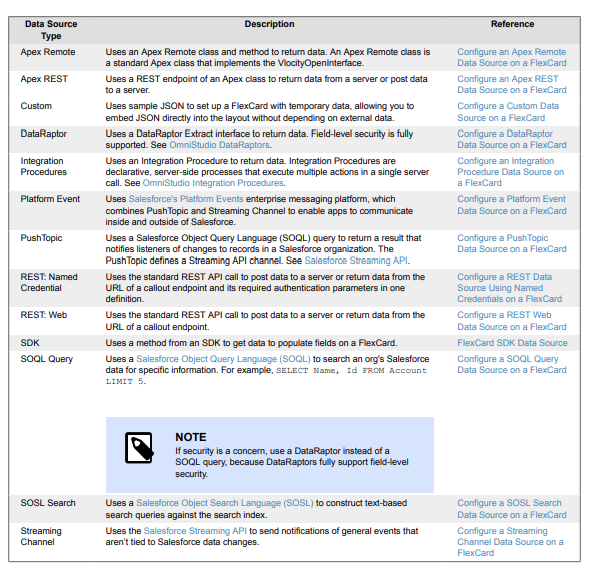 Data Source Type Description Reference
Apex Remote
Uses an Apex Remote class and method to return data. An Apex Remote class is
a standard Apex class that implements the VlocityOpenInterface.
Configure an Apex Remote
Data Source on a FlexCard
Apex REST
Uses a REST endpoint of an Apex class to return data from a server or post data
to a server.
Configure an Apex REST
Data Source on a FlexCard
Custom
Uses sample JSON to set up a FlexCard with temporary data, allowing you to
embed JSON directly into the layout without depending on external data.
Configure a Custom Data
Source on a FlexCard
DataRaptor
Uses a DataRaptor Extract interface to return data. Field-level security is fully
supported. See OmniStudio DataRaptors.
Configure a DataRaptor
Data Source on a FlexCard
Integration
Procedures
Uses an Integration Procedure to return data. Integration Procedures are
declarative, server-side processes that execute multiple actions in a single server
call. See OmniStudio Integration Procedures.
Configure an Integration
Procedure Data Source on
a FlexCard
Platform Event
Uses Salesforce's Platform Events enterprise messaging platform, which
combines PushTopic and Streaming Channel to enable apps to communicate
inside and outside of Salesforce.
Configure a Platform Event
Data Source on a FlexCard
PushTopic
Uses a Salesforce Object Query Language (SOQL) query to return a result that
notifies listeners of changes to records in a Salesforce organization. The
PushTopic defines a Streaming API channel. See Salesforce Streaming API.
Configure a PushTopic
Data Source on a FlexCard
REST: Named
Credential
Uses the standard REST API call to post data to a server or return data from the
URL of a callout endpoint and its required authentication parameters in one
definition.
Configure a REST Data
Source Using Named
Credentials on a FlexCard
REST: Web
Uses the standard REST API call to post data to a server or return data from the
URL of a callout endpoint.
Configure a REST Web
Data Source on a FlexCard
SDK
Uses a method from an SDK to get data to populate fields on a FlexCard.
FlexCard SDK Data Source
SOQL Query
Uses a Salesforce Object Query Language (SOQL) to search an org's Salesforce
data for specific information. For example, SELECT Name, Id FROM Account
LIMIT 5.
Configure a SOQL Query
Data Source on a FlexCard
NOTE
If security is a concern, use a DataRaptor instead of a
SOQL query, because DataRaptors fully support field-level
security.
SOSL Search
Uses a Salesforce Object Search Language (SOSL) to construct text-based
search queries against the search index.
Configure a SOSL Search
Data Source on a FlexCard
Streaming
Channel
Uses the Salesforce Streaming API to send notifications of general events that
aren't tied to Salesforce data changes.
Configure a Streaming
Channel Data Source on a
FlexCard